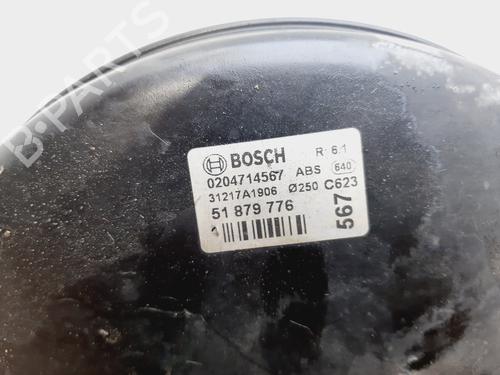 BOSCH R 6.1
0204714567 ABS 640
31217A1906 Ø250 C623
51 879 776
567
B-PARTS